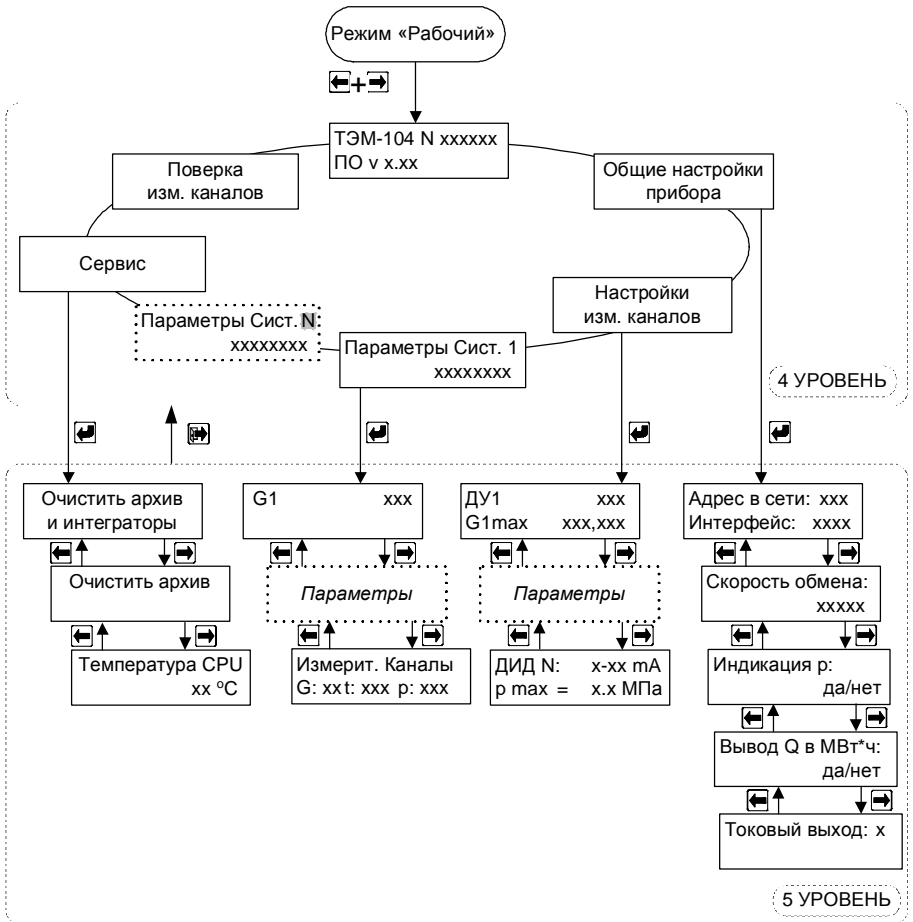 Режим «Рабочий»
+
ТЭМ-104 N xxxxxx
ПО v x.xx
Поверка
изм. каналов
Общие настройки
прибора
Сервис
Настройки
изм. каналов
Параметры Сист. N
xxxxxxxx
Параметры Сист. 1
xxxxxxxx
4 УРОВЕНЬ
Очистить архив
и интеграторы
Очистить архив
Температура CPU
xx °C
G1 xxx
Параметры
Измерит. Каналы
G: xx t: xxx p: xxx
ДУ1 xxx
G1max xxx,xxx
Параметры
ДИД N: x-xx mA
p max = x.x МПа
Адрес в сети: xxx
Интерфейс: xxxx
Скорость обмена:
xxxxx
Индикация p:
да/нет
Вывод Q в МВт*ч:
да/нет
Токовый выход: x
5 УРОВЕНЬ